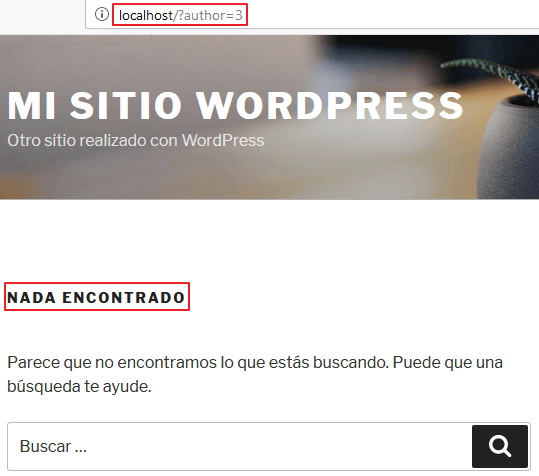 localhost/?author=3
MI SITIO WORDPRESS
Otro sitio realizado con WordPress
NADA ENCONTRADO
Parece que no encontramos lo que estás buscando. Puede que una
búsqueda te ayude.
Buscar ...